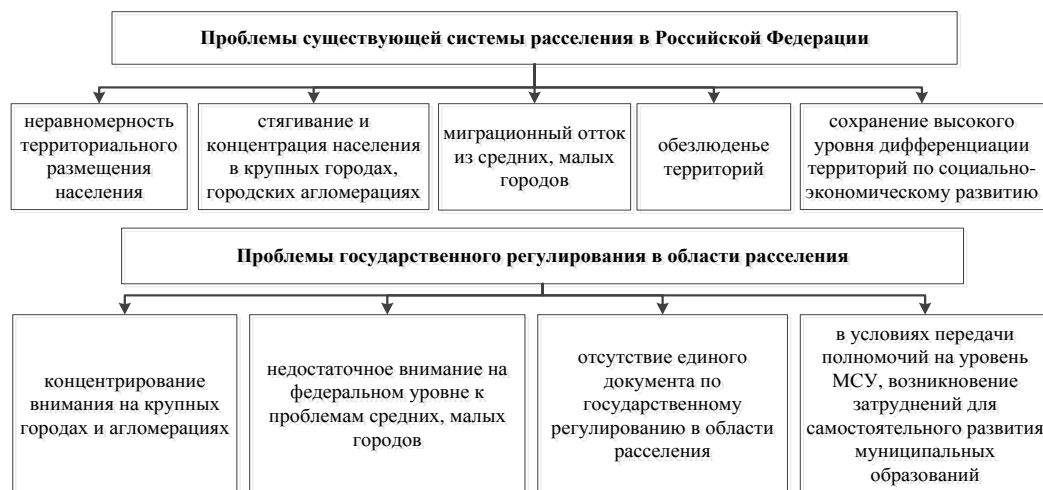 Проблемы существующей системы расселения в Российской Федерации
неравномерность
территориального
размещения
населения
стягивание и
концентрация населения
в крупных городах,
городских агломерациях
миграционный отток
из средних, малых
городов
обезлюденье
территорий
сохранение высокого
уровня дифференциации
территорий по социально-
экономическому развитию
Проблемы государственного регулирования в области расселения
концентрирование
внимания на крупных
городах и агломерациях
недостаточное внимание на
федеральном уровне к
проблемам средних, малых
городов
отсутствие единого
документа по
государственному
регулированию в области
расселения
в условиях передачи
полномочий на уровень
МСУ, возникновение
затруднений для
самостоятельного развития
муниципальных
образований